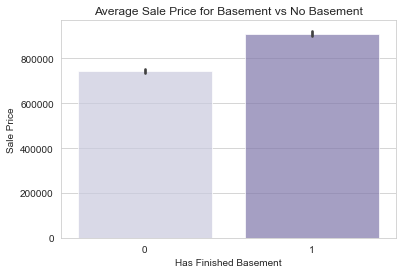 Average Sale Price for Basement vs No Basement
800000
600000
400000
200000
0
Sale Price
0 1
Has Finished Basement